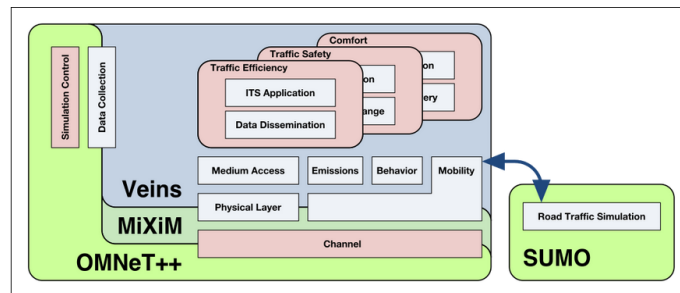 Comfort
Traffic Safety
Traffic Efficiency
Simulation Control
Data Collection
ITS Application
on
on
Data Dissemination
ange
ery
Medium Access
Emissions
Behavior
Mobility
Veins
Physical Layer
MiXiM
Channel
OMNeT++
Road Traffic Simulation
SUMO